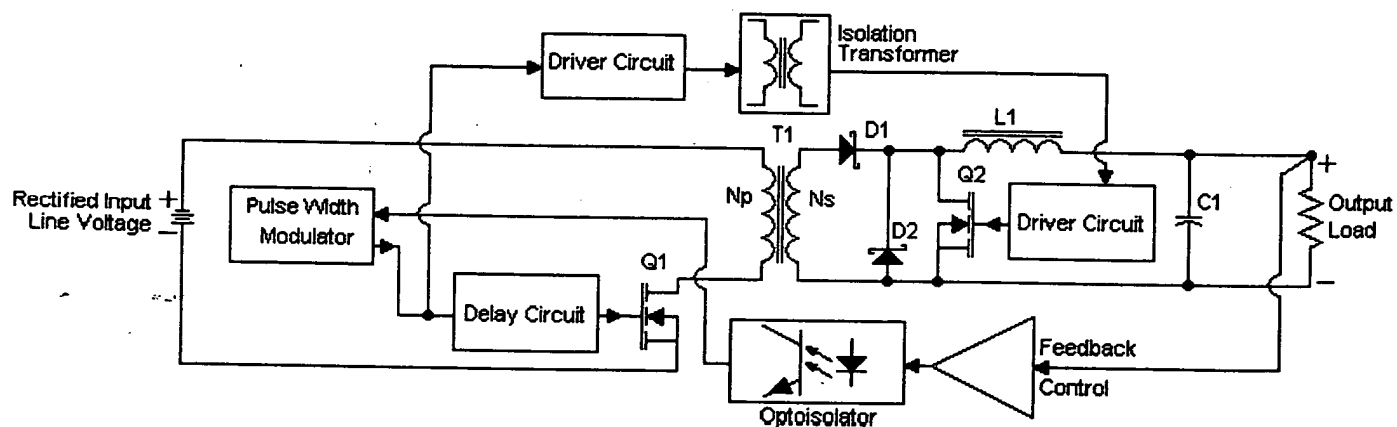 Isolation
Transformer
Driver Circuit
T1
D1
L1
Rectified Input
Line Voltage
+
−
Pulse Width
Modulator
Np
Ns
Q2
D2
Driver Circuit
C1
+
−
Output
Load
Q1
Delay Circuit
Feedback
Control
Optoisolator